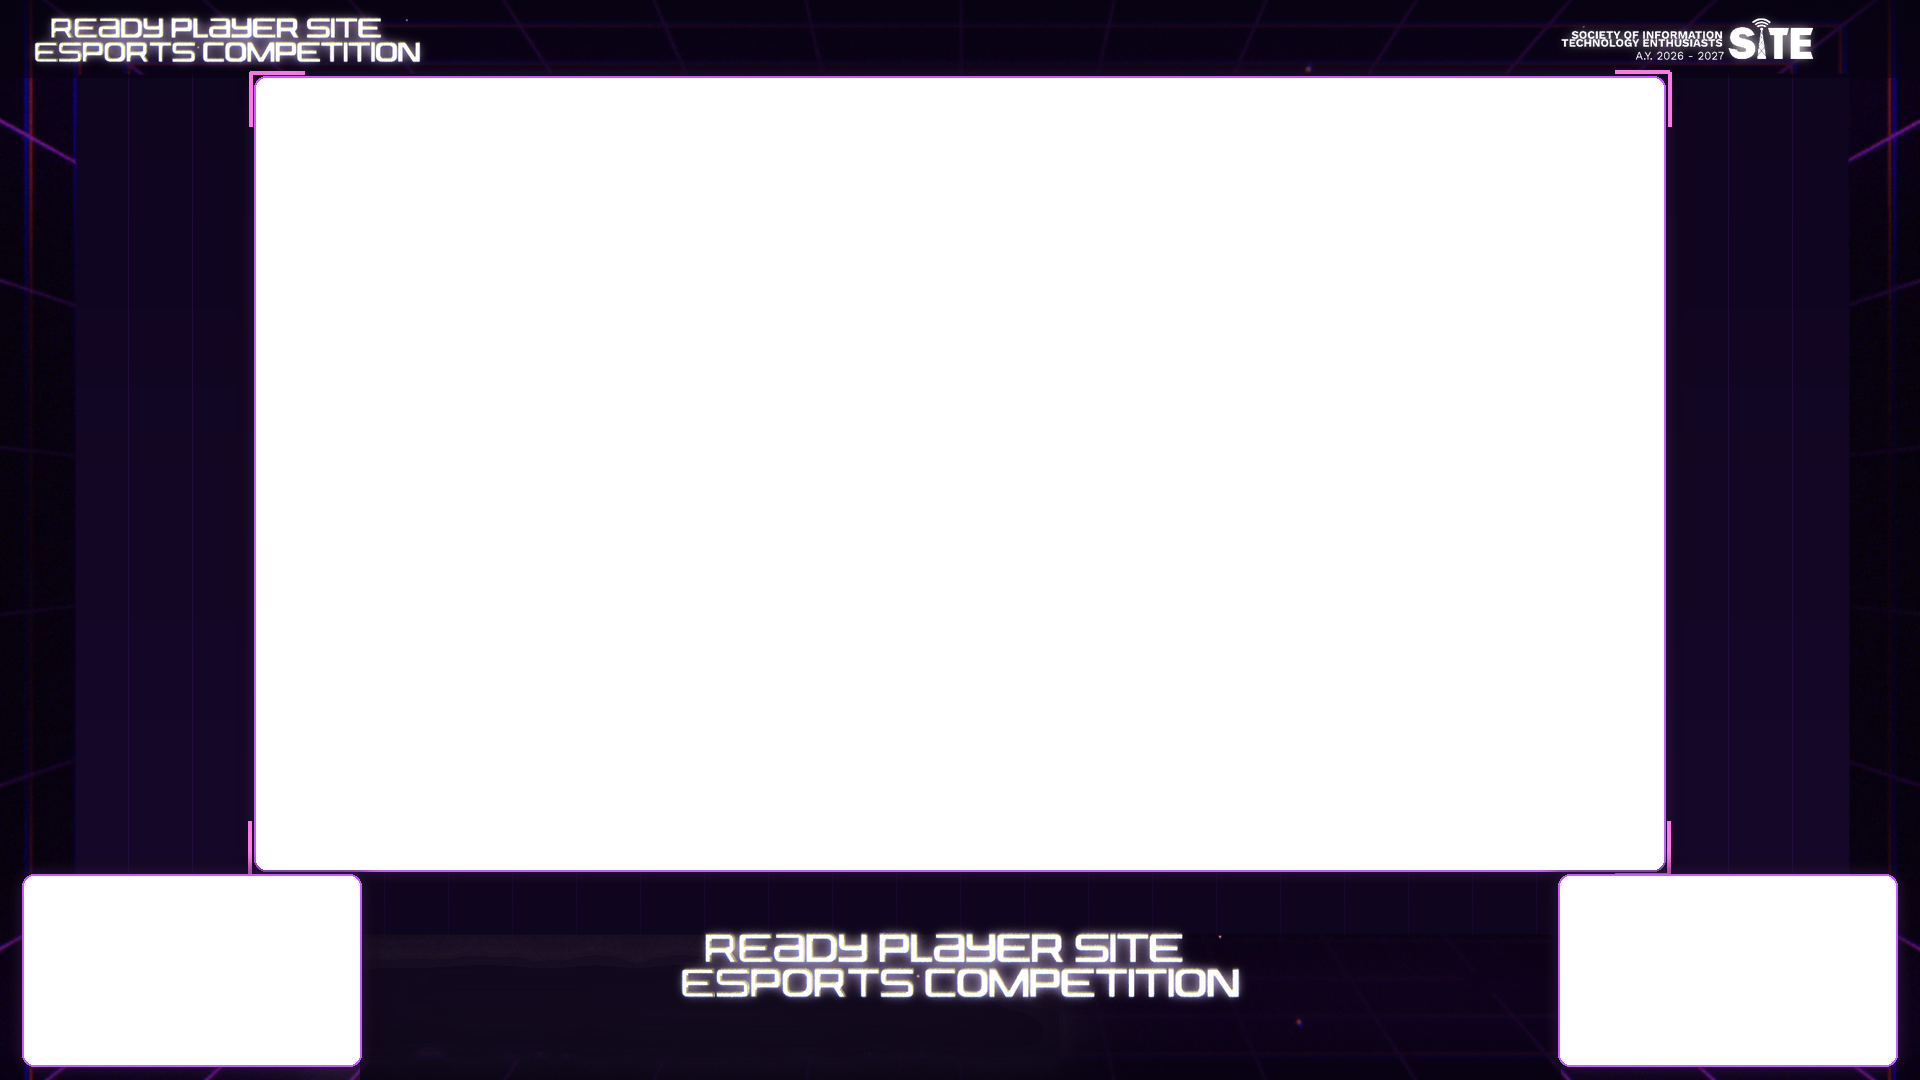 READY PLAYER SITE
ESPORTS COMPETITION
SOCIETY OF INFORMATION
TECHNOLOGY ENTHUSIASTS
A.Y. 2026 - 2027
SITE
READY PLAYER SITE
ESPORTS COMPETITION